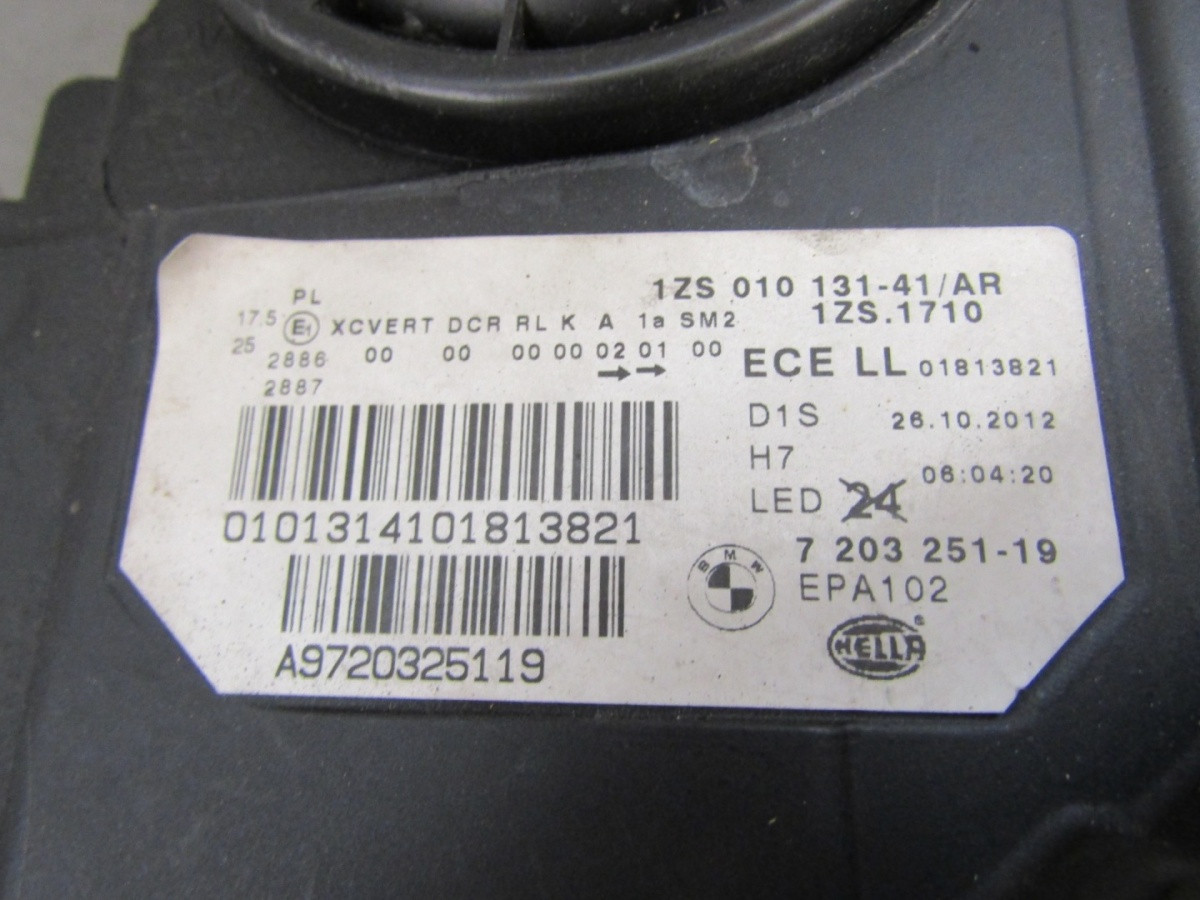 PL
1ZS 010 131-41/AR
17.5 E1 XCVERT DCR RL K A 1a SM2
1ZS.1710
25 2886 00 00 00 00 02 01 00
2887
ECE LL 01813821
D1S 26.10.2012
H7 06:04:20
LED 24
0101314101813821
7 203 251-19
BMW
EPA102
HELLA ®
A9720325119